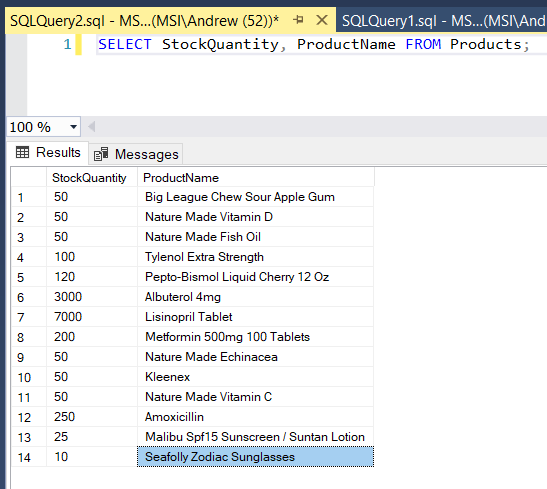 SQLQuery2.sql - MS...(MSI\Andrew (52))* SQLQuery1.sql - MS...(MSI\And
1 SELECT StockQuantity, ProductName FROM Products;
100 %
Results Messages
StockQuantity ProductName
1 50 Big League Chew Sour Apple Gum
2 50 Nature Made Vitamin D
3 50 Nature Made Fish Oil
4 100 Tylenol Extra Strength
5 120 Pepto-Bismol Liquid Cherry 12 Oz
6 3000 Albuterol 4mg
7 7000 Lisinopril Tablet
8 200 Metformin 500mg 100 Tablets
9 50 Nature Made Echinacea
10 50 Kleenex
11 50 Nature Made Vitamin C
12 250 Amoxicillin
13 25 Malibu Spf15 Sunscreen / Suntan Lotion
14 10 Seafolly Zodiac Sunglasses